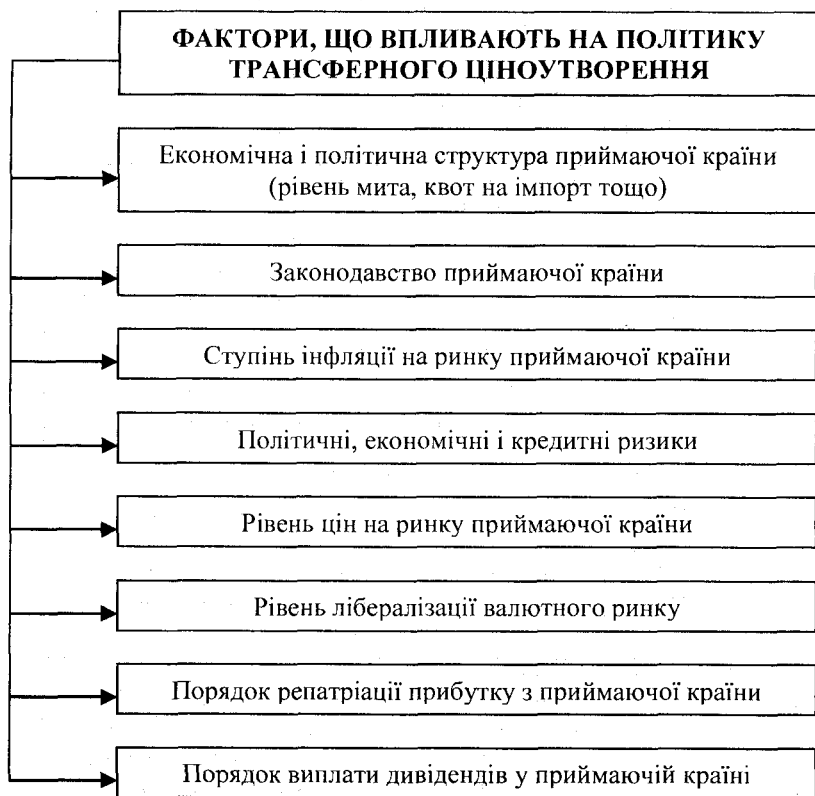 ФАКТОРИ, ЩО ВПЛИВАЮТЬ НА ПОЛІТИКУ
ТРАНСФЕРНОГО ЦІНОУТВОРЕННЯ
Економічна і політична структура приймаючої країни
(рівень мита, квот на імпорт тощо)
Законодавство приймаючої країни
Ступінь інфляції на ринку приймаючої країни
Політичні, економічні і кредитні ризики
Рівень цін на ринку приймаючої країни
Рівень лібералізації валютного ринку
Порядок репатріації прибутку з приймаючої країни
Порядок виплати дивідендів у приймаючій країні